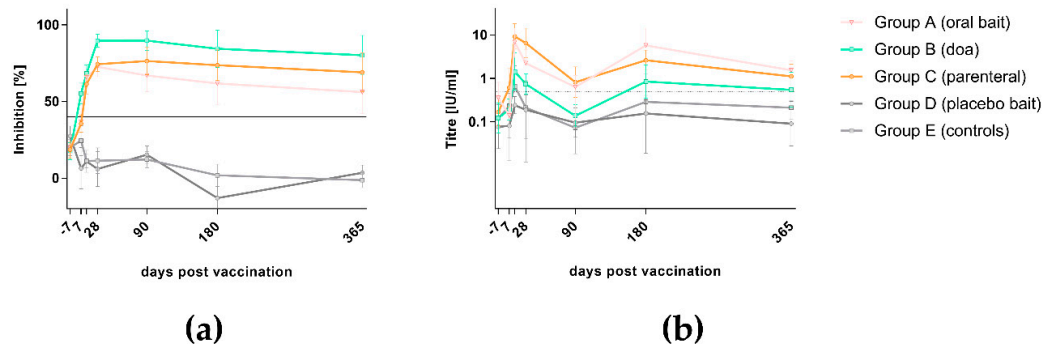 Inhibition [%]
100
50
0
-7
7
28
90
180
365
days post vaccination
(a)
Titre [IU/ml]
10
1
0.1
-7
7
28
90
180
365
days post vaccination
(b)
Group A (oral bait)
Group B (doa)
Group C (parenteral)
Group D (placebo bait)
Group E (controls)